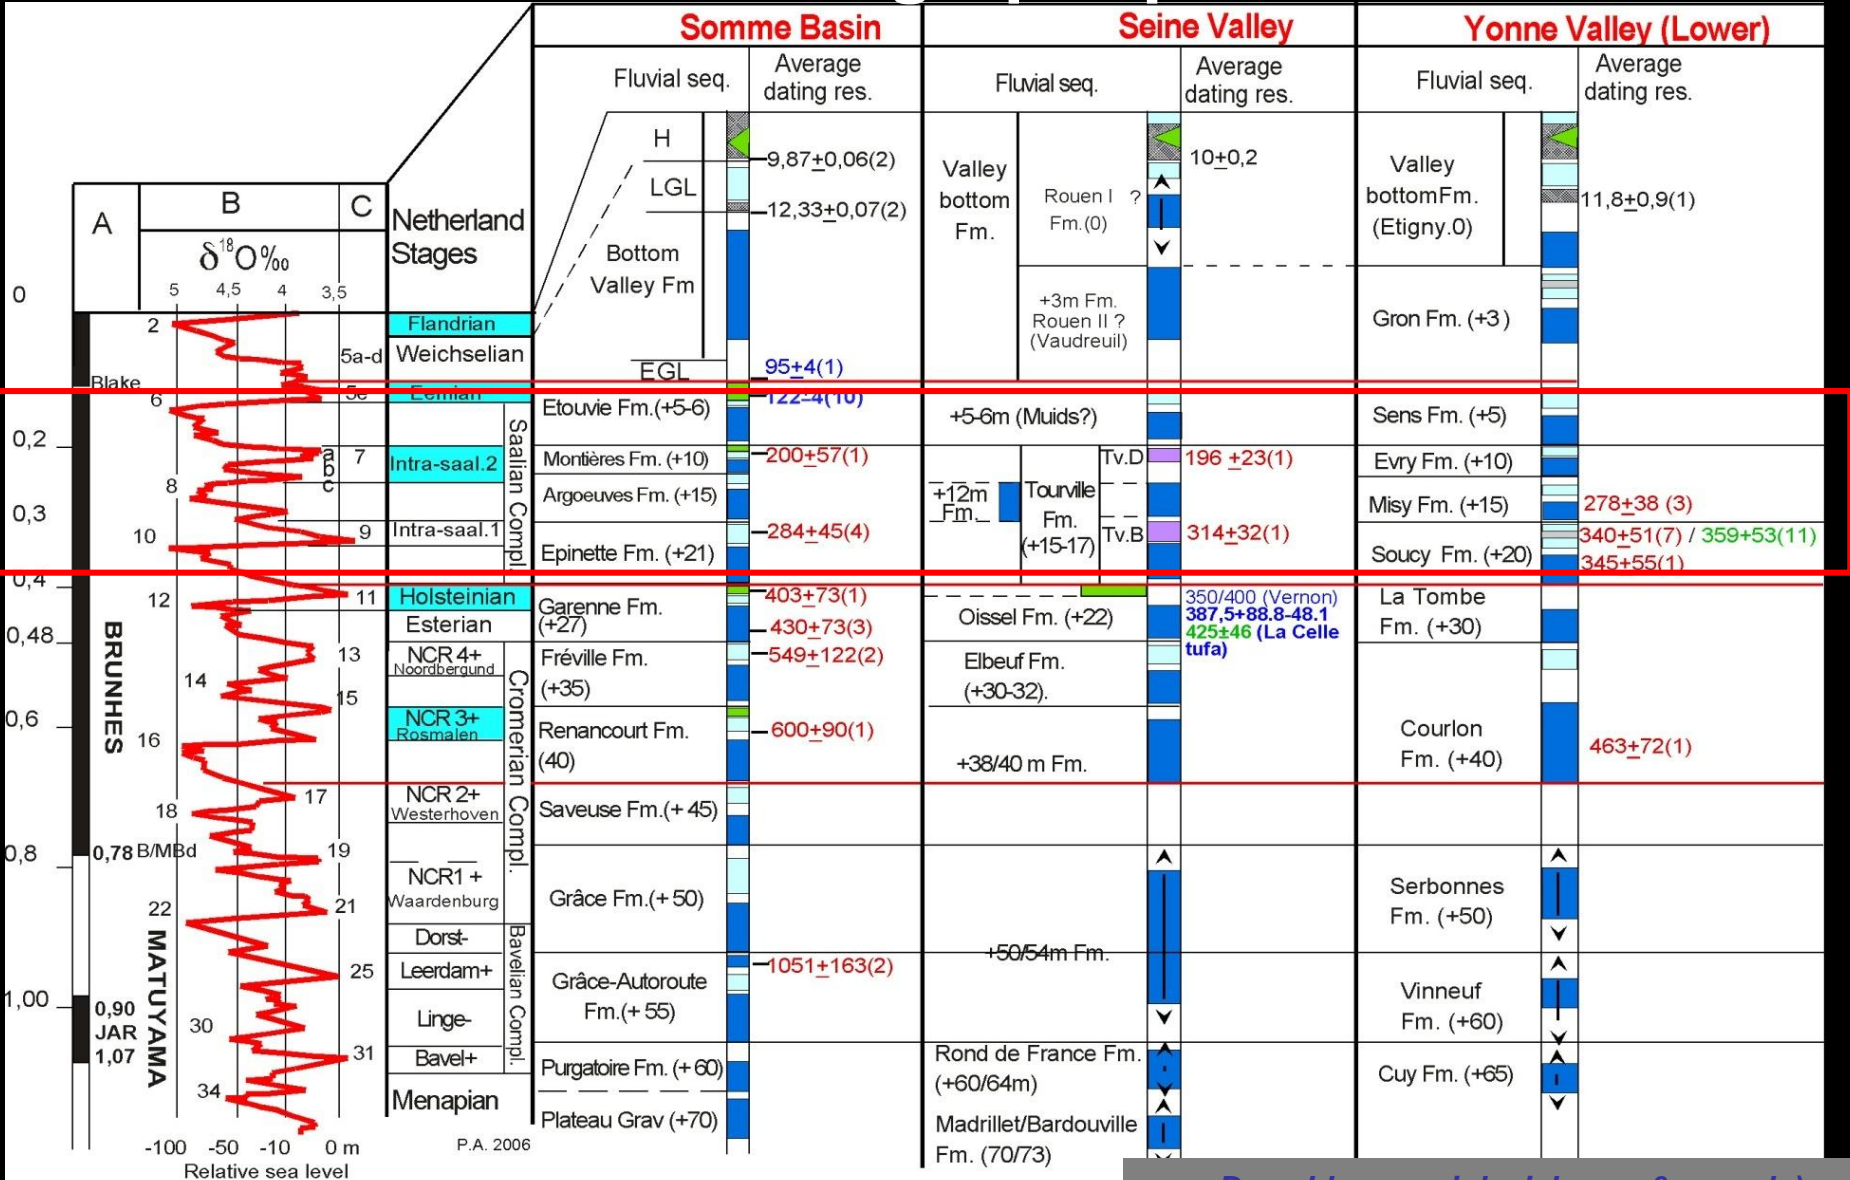 Somme Basin
Seine Valley
Yonne Valley (Lower)
Fluvial seq.
Average
dating res.
Fluvial seq.
Average
dating res.
Fluvial seq.
Average
dating res.
A
B
C
δ18O‰
5
4,5
4
3,5
Netherland
Stages
0
0,2
0,3
0,4
0,48
0,6
0,8
1,00
Blake
BRUNHES
0,78 B/MBd
MATUYAMA
0,90
JAR
1,07
2
5a-d
5e
6
a
b
c
7
8
9
10
11
12
13
14
15
16
17
18
19
21
22
25
30
31
34
-100
-50
-10
0 m
Relative sea level
Flandrian
Weichselian
Eemian
Intra-saal.2
Intra-saal.1
Saalian Compl.
Holsteinian
Esterian
NCR 4+
Noordbergund
NCR 3+
Rosmalen
NCR 2+
Westerhoven
NCR1 +
Waardenburg
Cromerian Compl.
Dorst-
Leerdam+
Linge-
Bavel+
Bavelian Compl.
Menapian
P.A. 2006
H
LGL
Bottom
Valley Fm
EGL
9,87±0,06(2)
12,33±0,07(2)
95±4(1)
122±4(10)
Etouvie Fm.(+5-6)
Montières Fm. (+10)
200±57(1)
Argoeuves Fm. (+15)
Epinette Fm. (+21)
284±45(4)
Garenne Fm.
(+27)
403±73(1)
430±73(3)
Fréville Fm.
(+35)
549±122(2)
Renancourt Fm.
(40)
600±90(1)
Saveuse Fm.(+ 45)
Grâce Fm.(+ 50)
Grâce-Autoroute
Fm.(+ 55)
1051±163(2)
Purgatoire Fm. (+ 60)
Plateau Grav (+70)
Valley
bottom
Fm.
Rouen I ?
Fm.(0)
10±0,2
+3m Fm.
Rouen II ?
(Vaudreuil)
+5-6m (Muids?)
+12m
Fm.
Tourville
Fm.
(+15-17)
Tv.D
Tv.B
196 ±23(1)
314±32(1)
Oissel Fm. (+22)
350/400 (Vernon)
387,5+88.8-48.1
425±46 (La Celle
tufa)
Elbeuf Fm.
(+30-32).
+38/40 m Fm.
+50/54m Fm.
Rond de France Fm.
(+60/64m)
Madrillet/Bardouville
Fm. (70/73)
Valley
bottomFm.
(Etigny.0)
11,8±0,9(1)
Gron Fm. (+3 )
Sens Fm. (+5)
Evry Fm. (+10)
Misy Fm. (+15)
278±38 (3)
Soucy Fm. (+20)
340±51(7) / 359+53(11)
345±55(1)
La Tombe
Fm. (+30)
Courlon
Fm. (+40)
463±72(1)
Serbonnes
Fm. (+50)
Vinneuf
Fm. (+60)
Cuy Fm. (+65)